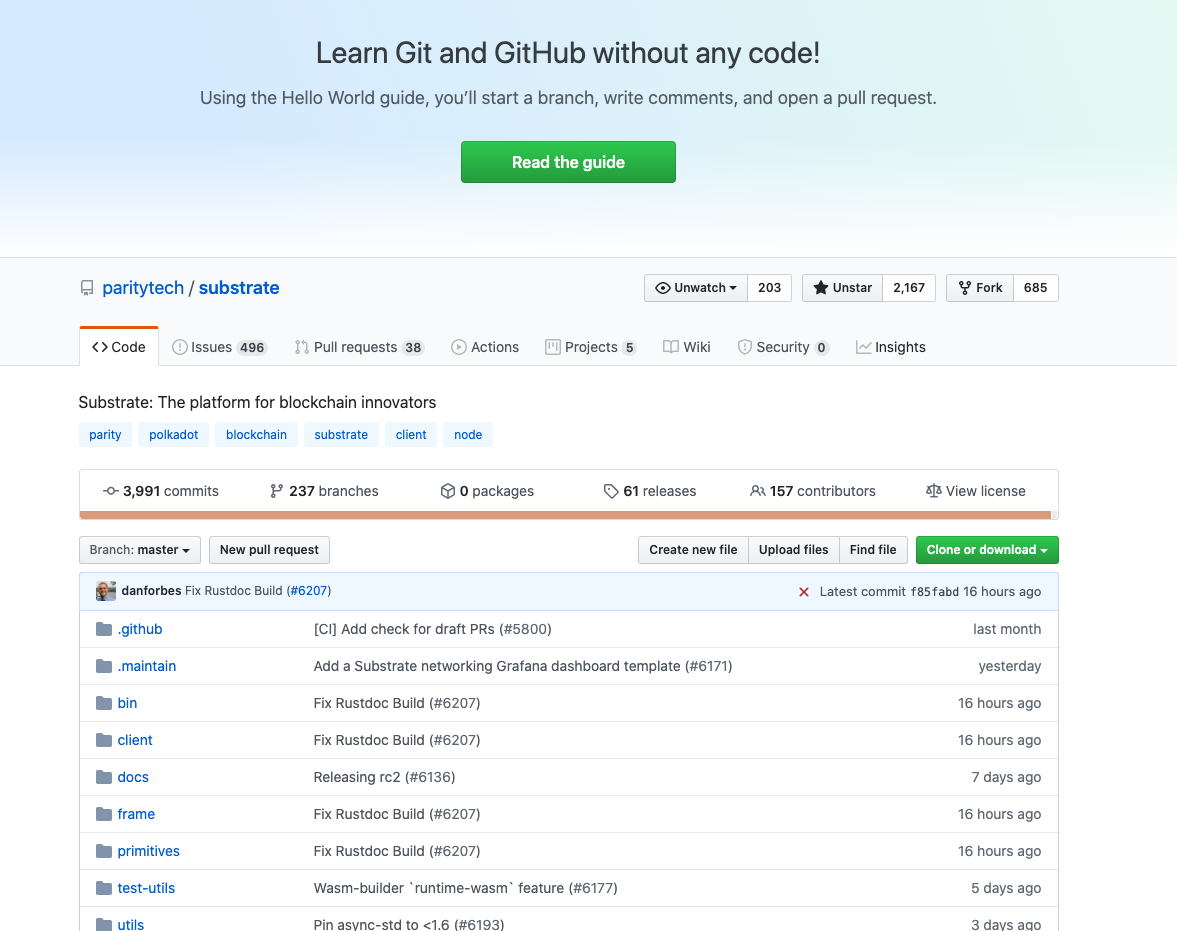 Learn Git and GitHub without any code!
Using the Hello World guide, you’ll start a branch, write comments, and open a pull request.
Read the guide
paritytech / substrate
Unwatch 203 Unstar 2,167 Fork 685
Code Issues 496 Pull requests 38 Actions Projects 5 Wiki Security 0 Insights
Substrate: The platform for blockchain innovators
parity polkadot blockchain substrate client node
3,991 commits 237 branches 0 packages 61 releases 157 contributors View license
Branch: master New pull request Create new file Upload files Find file Clone or download
danforbes Fix Rustdoc Build (#6207) Latest commit f85fabd 16 hours ago
.github [CI] Add check for draft PRs (#5800) last month
.maintain Add a Substrate networking Grafana dashboard template (#6171) yesterday
bin Fix Rustdoc Build (#6207) 16 hours ago
client Fix Rustdoc Build (#6207) 16 hours ago
docs Releasing rc2 (#6136) 7 days ago
frame Fix Rustdoc Build (#6207) 16 hours ago
primitives Fix Rustdoc Build (#6207) 16 hours ago
test-utils Wasm-builder `runtime-wasm` feature (#6177) 5 days ago
utils Pin async-std to <1.6 (#6193) 3 days ago